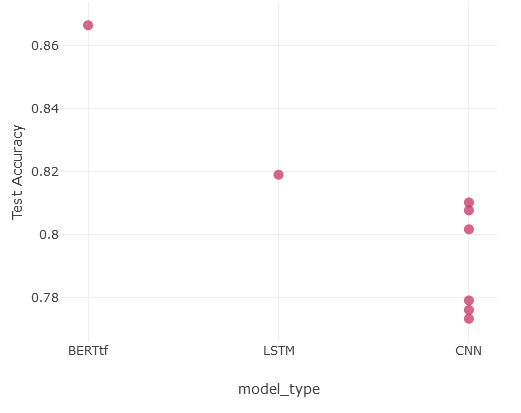 0.86
0.84
0.82
0.8
0.78
Test Accuracy
BERTtf
LSTM
CNN
model_type